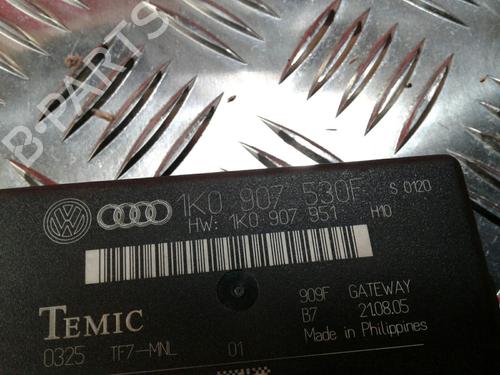 B-PARTS
1K0 907 530F S 0120
HW: 1K0 907 951 H10
909F GATEWAY
B7 21.08.05
TEMIC
Made in Philippines
0325 TF7-MNL 01